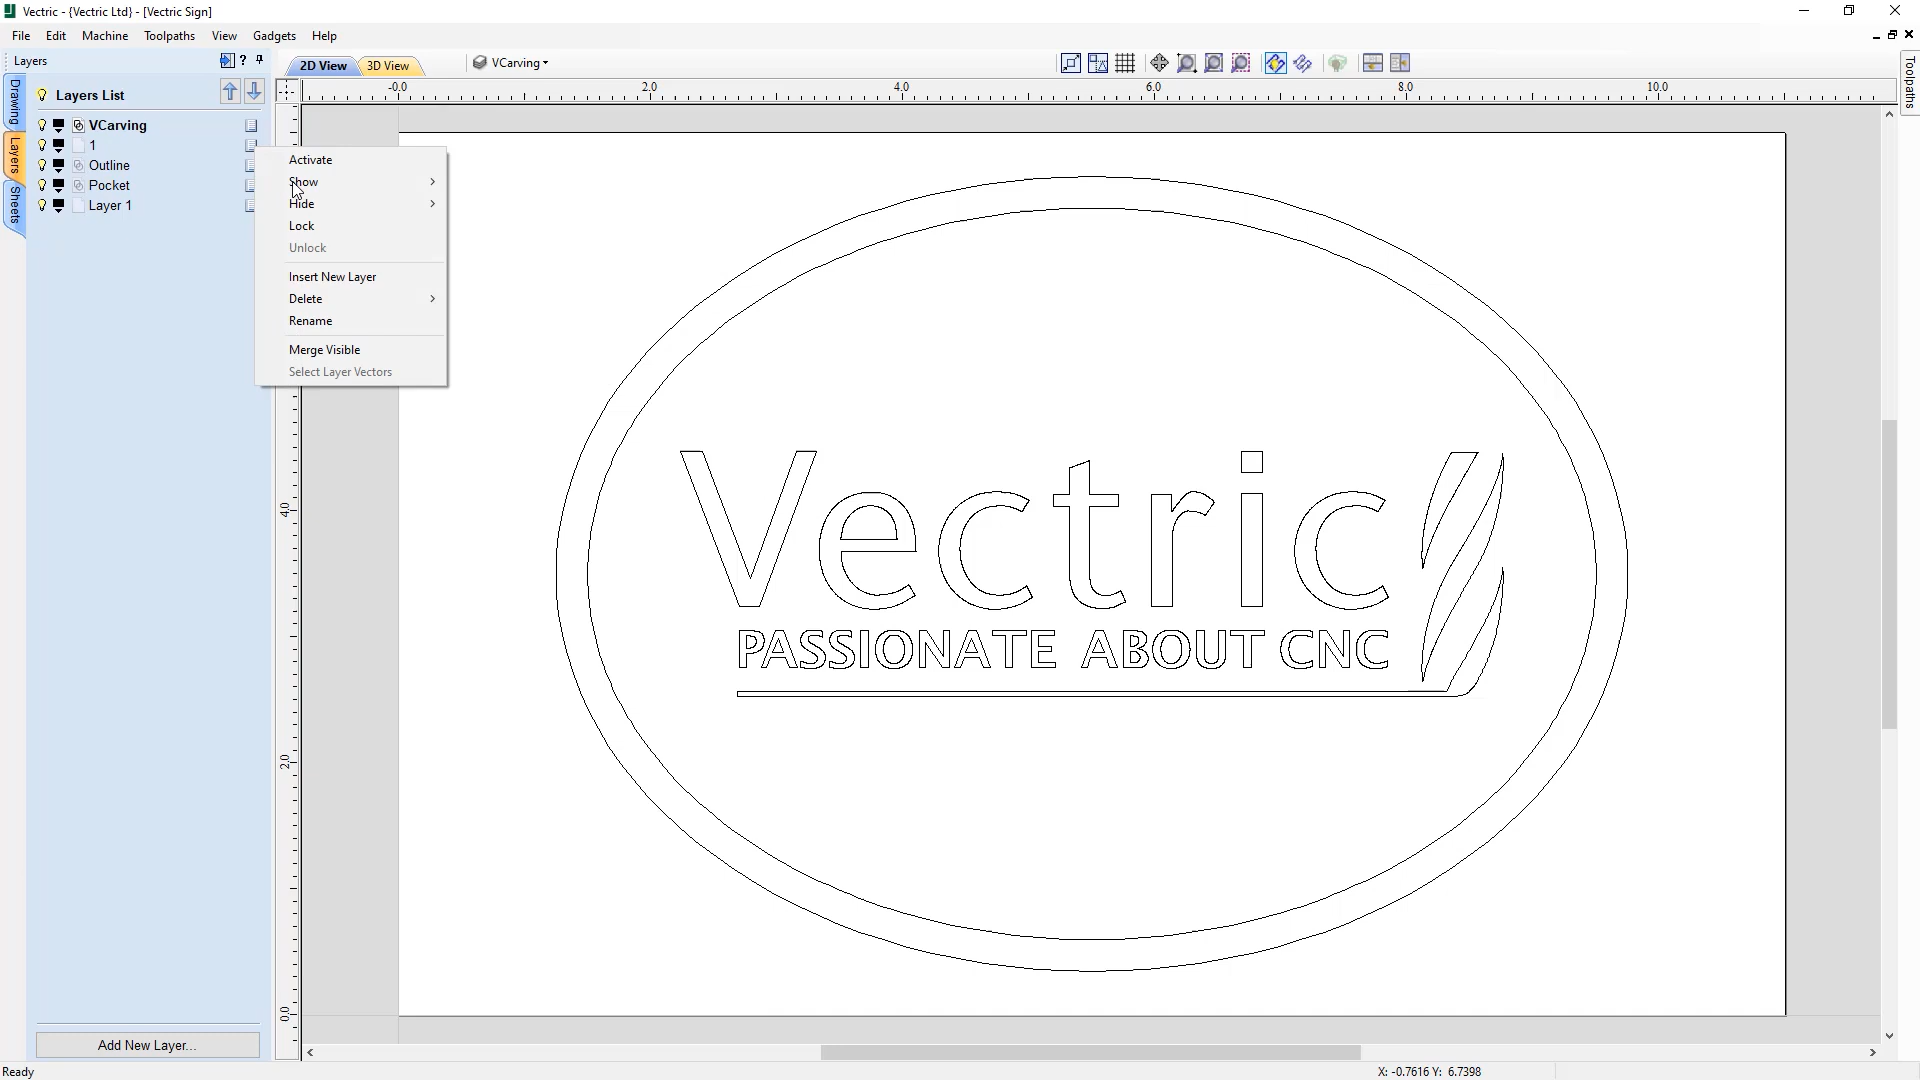 Vectric - {Vectric Ltd} - [Vectric Sign]
File Edit Machine Toolpaths View Gadgets Help
Layers ?
2D View 3D View VCarving
Toolpaths
Drawing
Layers
Sheets
Layers List
VCarving
1
Outline
Pocket
Layer 1
Activate
Show
Hide
Lock
Unlock
Insert New Layer
Delete
Rename
Merge Visible
Select Layer Vectors
-0.0 2.0 4.0 6.0 8.0 10.0
4.0
2.0
0.0
Vectric
PASSIONATE ABOUT CNC
Add New Layer...
Ready X: -0.7616 Y: 6.7398